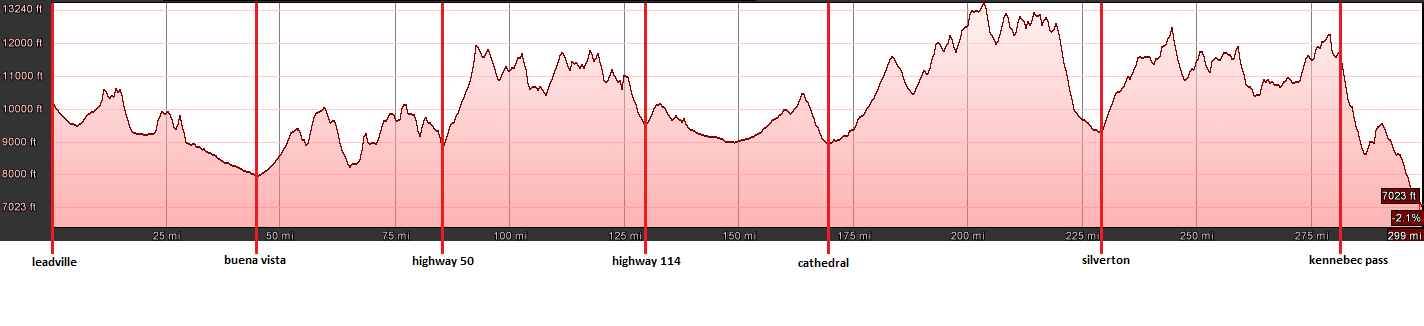 13240 ft
12000 ft
11000 ft
10000 ft
9000 ft
8000 ft
7023 ft
7023 ft
-2.1%
25 mi
50 mi
75 mi
100 mi
125 mi
150 mi
175 mi
200 mi
225 mi
250 mi
275 mi
299 mi
leadville
buena vista
highway 50
highway 114
cathedral
silverton
kennebec pass